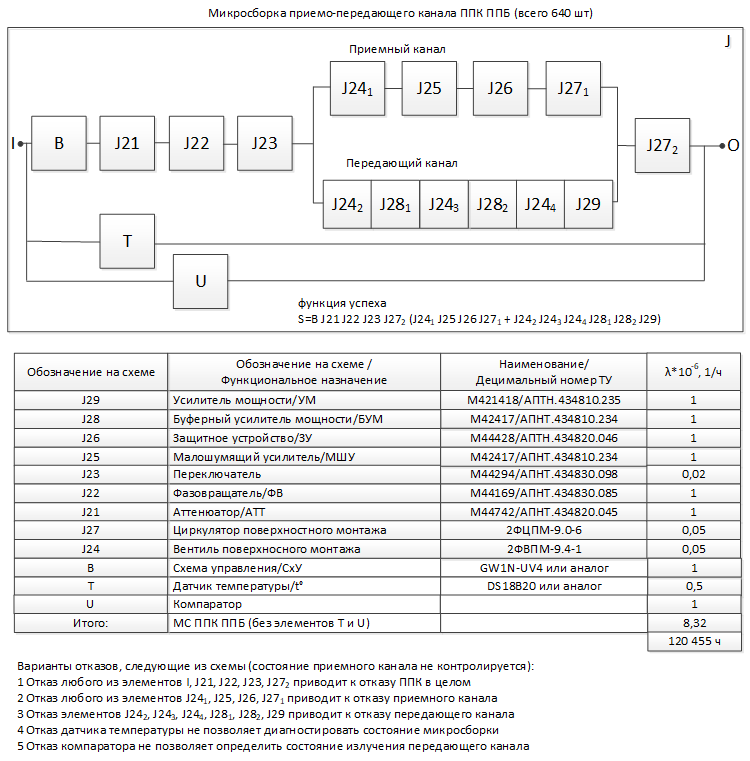 Микросборка приемо-передающего канала ППК ППБ (всего 640 шт)
J
Приемный канал
J24₁ J25 J26 J27₁
I B J21 J22 J23 J27₂ O
Передающий канал
J24₂ J28₁ J24₃ J28₂ J24₄ J29
T
U
функция успеха
S=B J21 J22 J23 J27₂ (J24₁ J25 J26 J27₁ + J24₂ J24₃ J24₄ J28₁ J28₂ J29)
Обозначение на схеме Обозначение на схеме / Функциональное назначение Наименование/ Децимальный номер ТУ λ*10⁻⁶, 1/ч
J29 Усилитель мощности/УМ М421418/АПТН.434810.235 1
J28 Буферный усилитель мощности/БУМ М42417/АПНТ.434810.234 1
J26 Защитное устройство/ЗУ М44428/АПТН.434820.046 1
J25 Малошумящий усилитель/МШУ М42417/АПНТ.434810.234 1
J23 Переключатель М44294/АПНТ.434830.098 0,02
J22 Фазовращатель/ФВ М44169/АПНТ.434830.085 1
J21 Аттенюатор/АТТ М44742/АПНТ.434820.045 1
J27 Циркулятор поверхностного монтажа 2ФЦПМ-9.0-6 0,05
J24 Вентиль поверхносного монтажа 2ФВПМ-9.4-1 0,05
B Схема управления/СхУ GW1N-UV4 или аналог 1
T Датчик температуры/t° DS18B20 или аналог 0,5
U Компаратор 1
Итого: МС ППК ППБ (без элементов T и U) 8,32
120 455 ч
Варианты отказов, следующие из схемы (состояние приемного канала не контролируется):
1 Отказ любого из элементов I, J21, J22, J23, J27₂ приводит к отказу ППК в целом
2 Отказ любого из элементов J24₁, J25, J26, J27₁ приводит к отказу приемного канала
3 Отказ элементов J24₂, J24₃, J24₄, J28₁, J28₂, J29 приводит к отказу передающего канала
4 Отказ датчика температуры не позволяет диагностировать состояние микросборки
5 Отказ компаратора не позволяет определить состояние излучения передающего канала